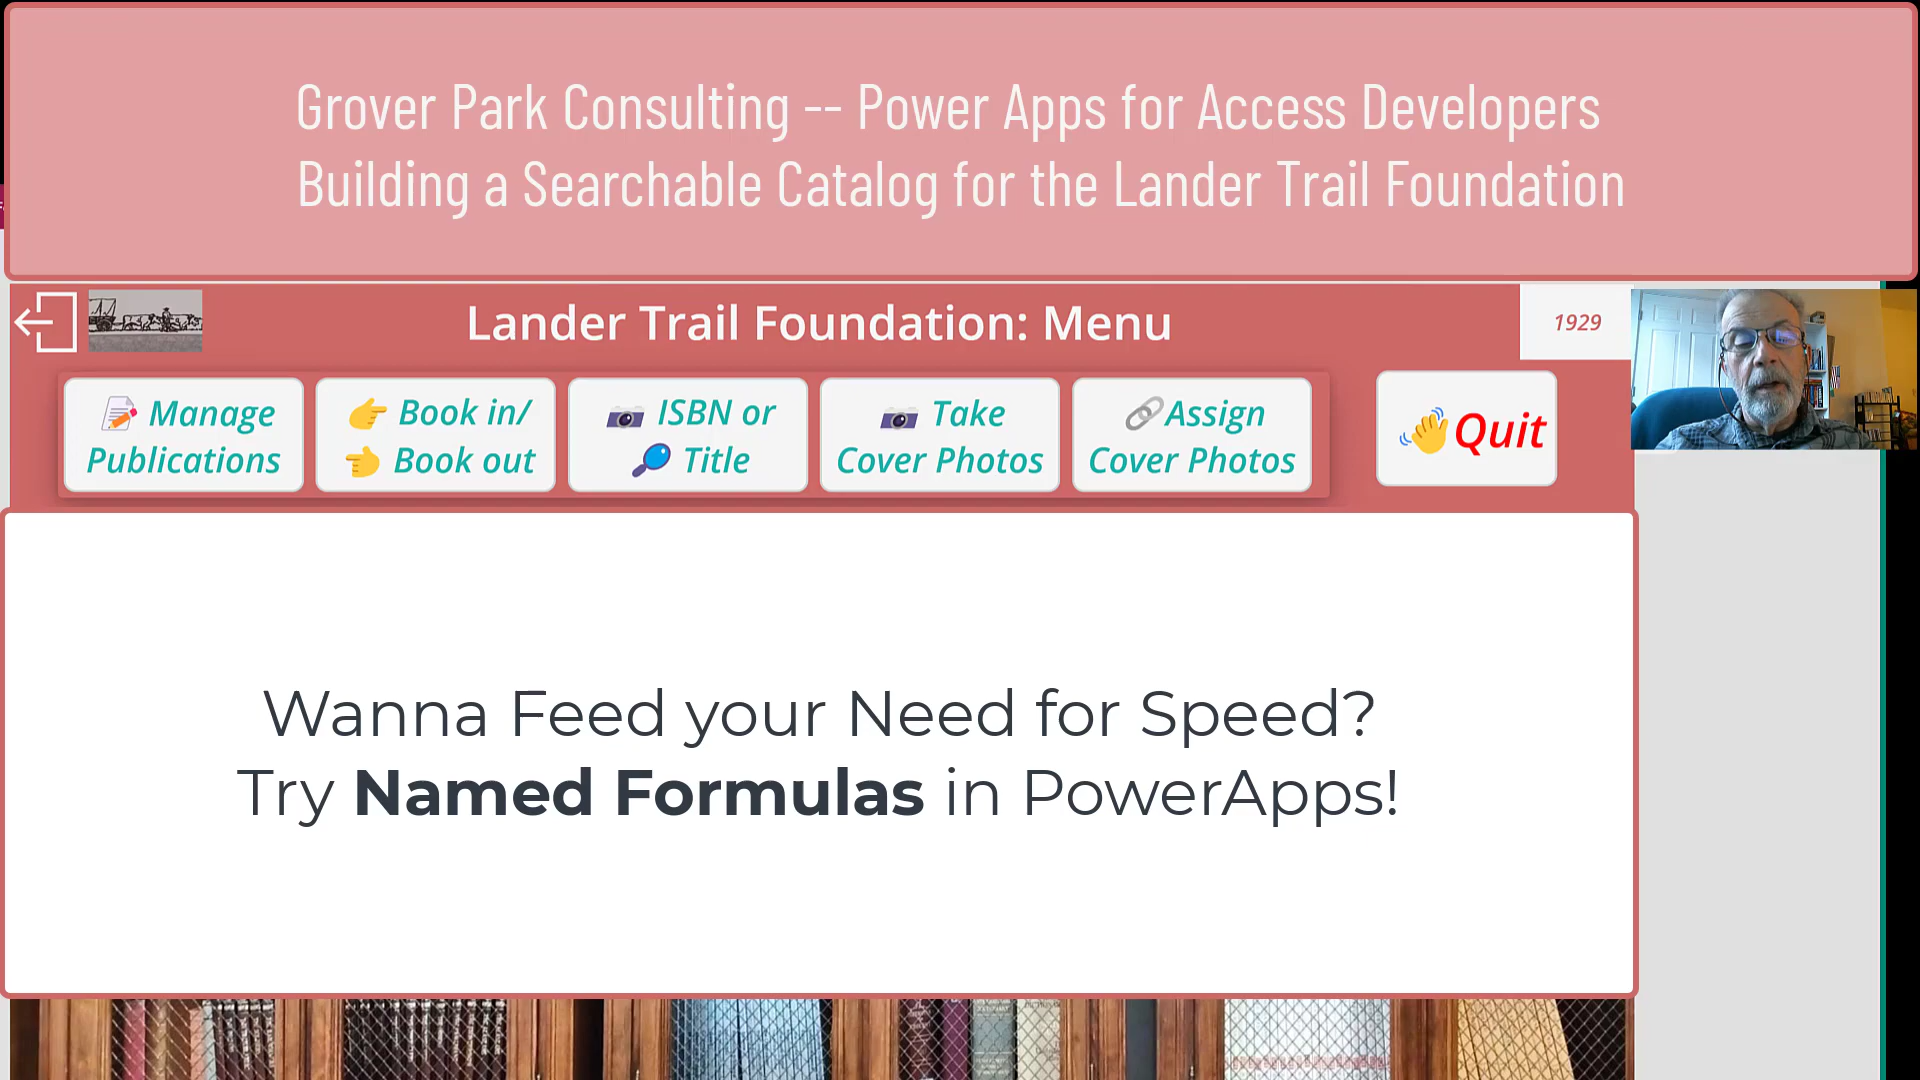 Grover Park Consulting -- Power Apps for Access Developers
Building a Searchable Catalog for the Lander Trail Foundation
Lander Trail Foundation: Menu
1929
Manage
Publications
Book in/
Book out
ISBN or
Title
Take
Cover Photos
Assign
Cover Photos
Quit
Wanna Feed your Need for Speed?
Try Named Formulas in PowerApps!